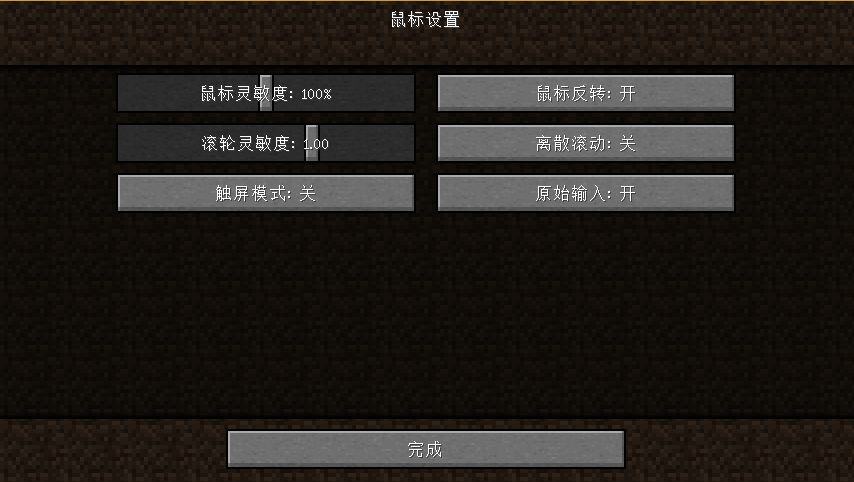 鼠标设置
鼠标灵敏度: 100%
鼠标反转: 开
滚轮灵敏度: 1.00
离散滚动: 关
触屏模式: 关
原始输入: 开
完成